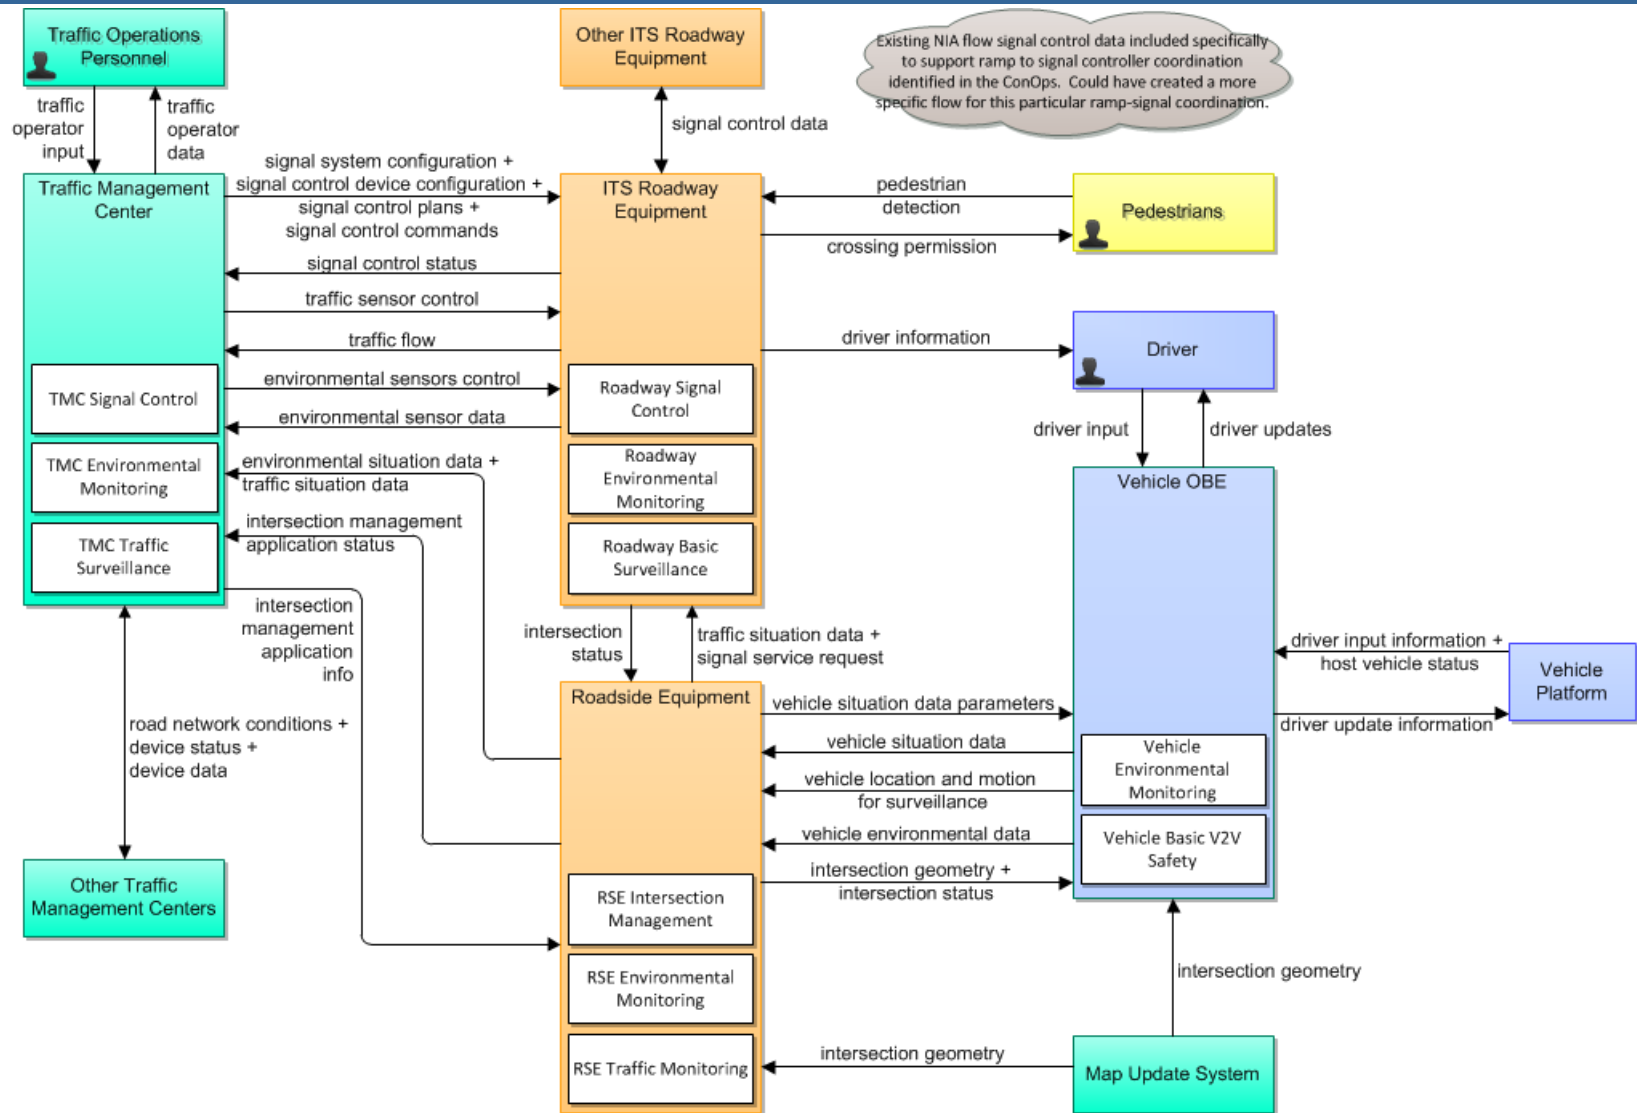 Traffic Operations
Personnel
Other ITS Roadway
Equipment
Existing NIA flow signal control data included specifically
to support ramp to signal controller coordination
identified in the ConOps.  Could have created a more
specific flow for this particular ramp-signal coordination.
traffic
operator
input
traffic
operator
data
signal control data
Traffic Management
Center
signal system configuration +
signal control device configuration +
signal control plans +
signal control commands
ITS Roadway
Equipment
pedestrian
detection
Pedestrians
crossing permission
signal control status
traffic sensor control
traffic flow
driver information
Driver
TMC Signal Control
environmental sensors control
Roadway Signal
Control
environmental sensor data
driver input
driver updates
TMC Environmental
Monitoring
environmental situation data +
traffic situation data
Roadway
Environmental
Monitoring
Vehicle OBE
intersection management
application status
TMC Traffic
Surveillance
Roadway Basic
Surveillance
intersection
management
application
info
intersection
status
traffic situation data +
signal service request
driver input information +
host vehicle status
Vehicle
Platform
driver update information
Roadside Equipment
vehicle situation data parameters
road network conditions +
device status +
device data
vehicle situation data
Vehicle
Environmental
Monitoring
vehicle location and motion
for surveillance
vehicle environmental data
Vehicle Basic V2V
Safety
Other Traffic
Management Centers
RSE Intersection
Management
intersection geometry +
intersection status
RSE Environmental
Monitoring
intersection geometry
RSE Traffic Monitoring
intersection geometry
Map Update System